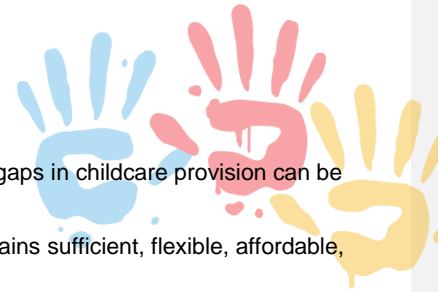 gaps in childcare provision can be
ains sufficient, flexible, affordable,